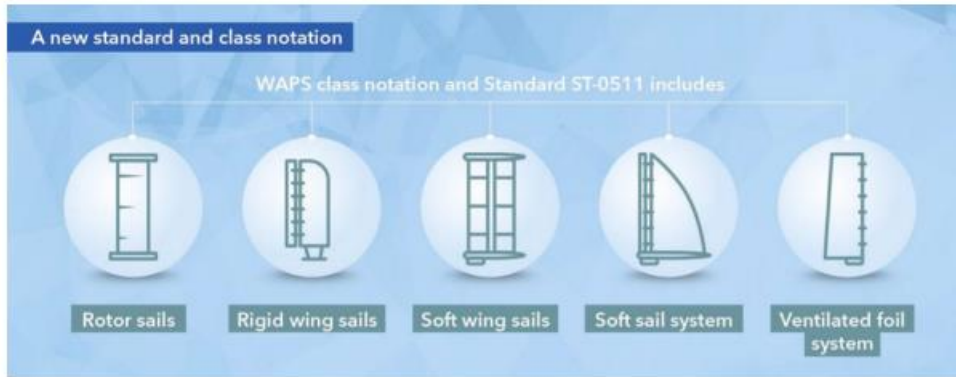 A new standard and class notation
WAPS class notation and Standard ST-0511 includes
Rotor sails
Rigid wing sails
Soft wing sails
Soft sail system
Ventilated foil
system